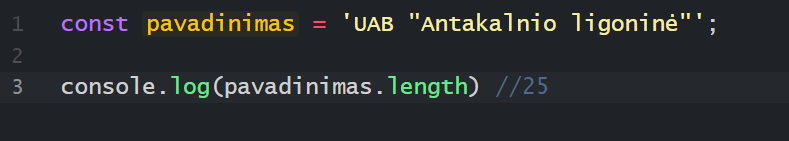 1 const pavadinimas = 'UAB "Antakalnio ligoninė"';
2
3 console.log(pavadinimas.length) //25